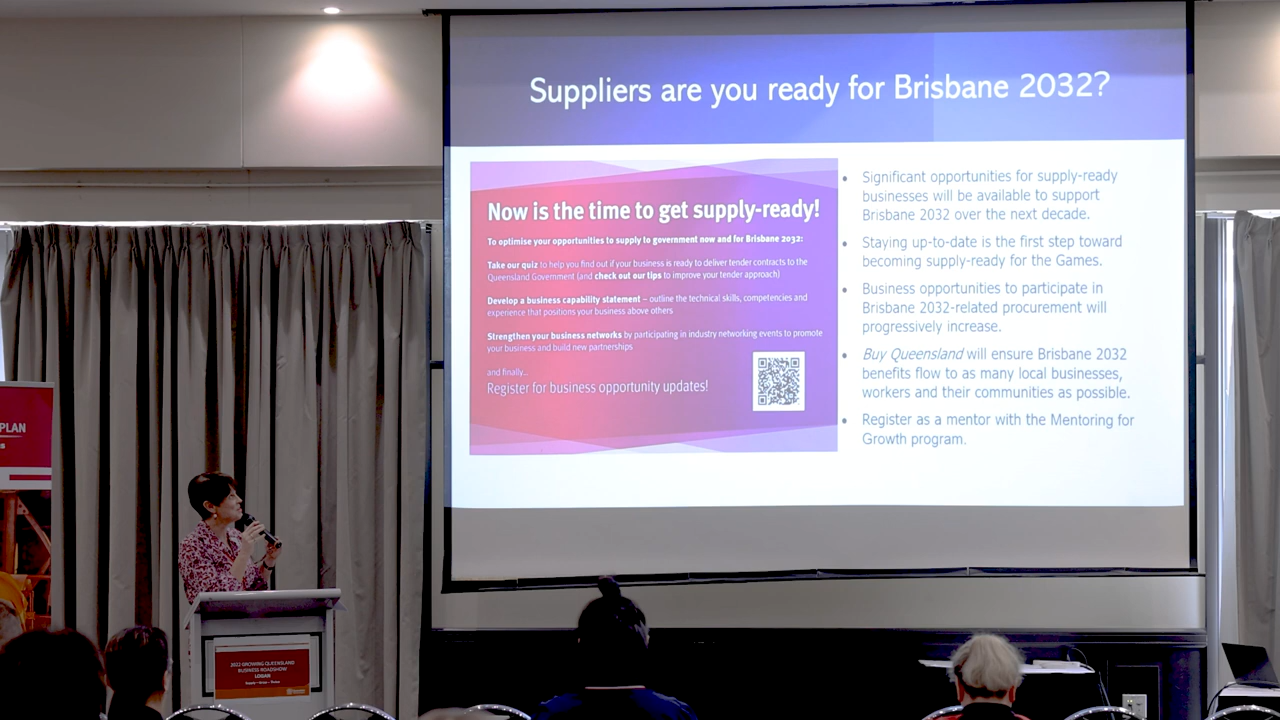 Suppliers are you ready for Brisbane 2032?
Now is the time to get supply-ready!
To optimise your opportunities to supply to government now and for Brisbane 2032:
Take our quiz to help you find out if your business is ready to deliver tender contracts to the
Queensland Government (and check out our tips to improve your tender approach)
Develop a business capability statement – outline the technical skills, competencies and
experience that positions your business above others
Strengthen your business networks by participating in industry networking events to promote
your business and build new partnerships
and finally...
Register for business opportunity updates!
• Significant opportunities for supply-ready
businesses will be available to support
Brisbane 2032 over the next decade.
• Staying up-to-date is the first step toward
becoming supply-ready for the Games.
• Business opportunities to participate in
Brisbane 2032-related procurement will
progressively increase.
• Buy Queensland will ensure Brisbane 2032
benefits flow to as many local businesses,
workers and their communities as possible.
• Register as a mentor with the Mentoring for
Growth program.
PLAN
2022 GROWING QUEENSLAND
BUSINESS ROADSHOW
LOGAN